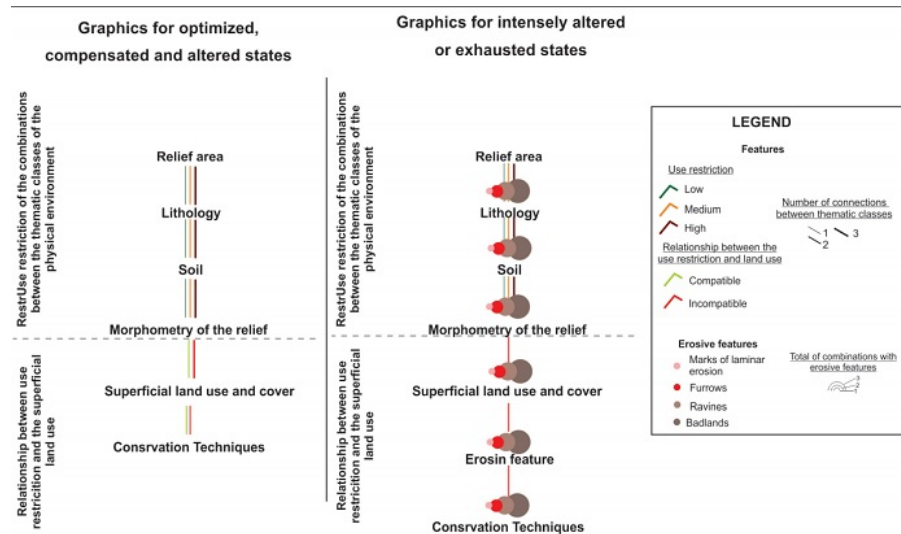 Graphics for optimized,
compensated and altered states
RestrUse restriction of the combinations
between the thematic classes of the
physical environment
Relief area
Lithology
Soil
Morphometry of the relief
Relationship between use
restricition and the superficial
land use
Superficial land use and cover
Consrvation Techniques
Graphics for intensely altered
or exhausted states
RestrUse restriction of the combinations
between the thematic classes of the
physical environment
Relief area
Lithology
Soil
Morphometry of the relief
Relationship between use
restricition and the superficial
land use
Superficial land use and cover
Erosin feature
Consrvation Techniques
LEGEND
Features
Use restriction
Low
Medium
High
Number of connections
between thematic classes
1
3
2
Relationship between the
use restriction and land use
Compatible
Incompatible
Erosive features
Marks of laminar
erosion
Furrows
Ravines
Badlands
Total of combinations with
erosive features
3
2
1